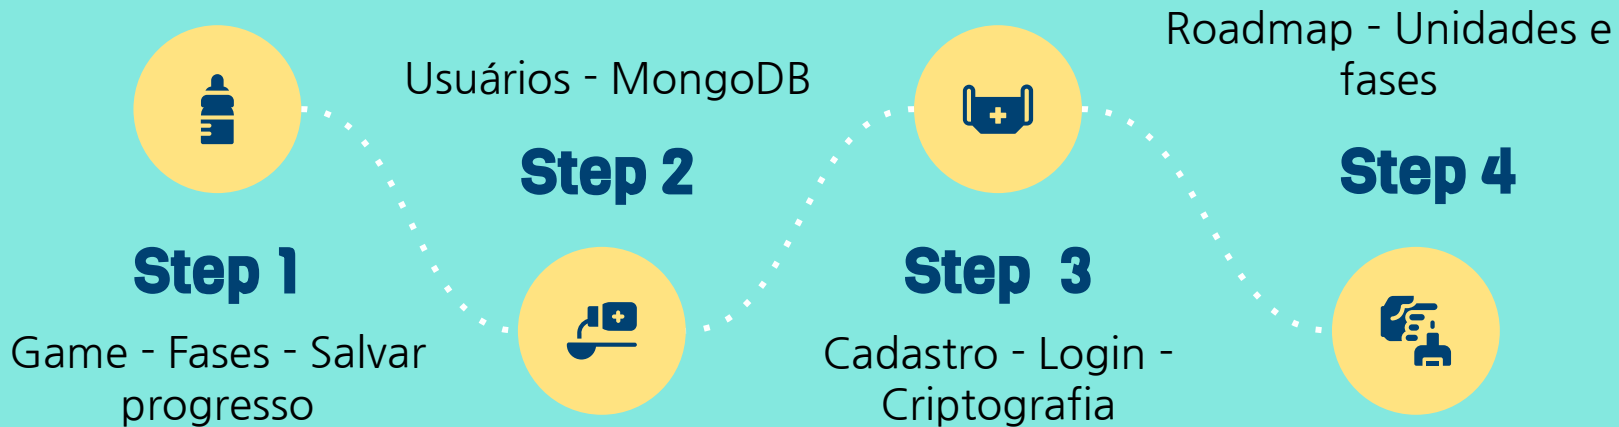 Step 1
Game - Fases - Salvar
progresso
Usuários - MongoDB
Step 2
Step 3
Cadastro - Login -
Criptografia
Roadmap - Unidades e
fases
Step 4